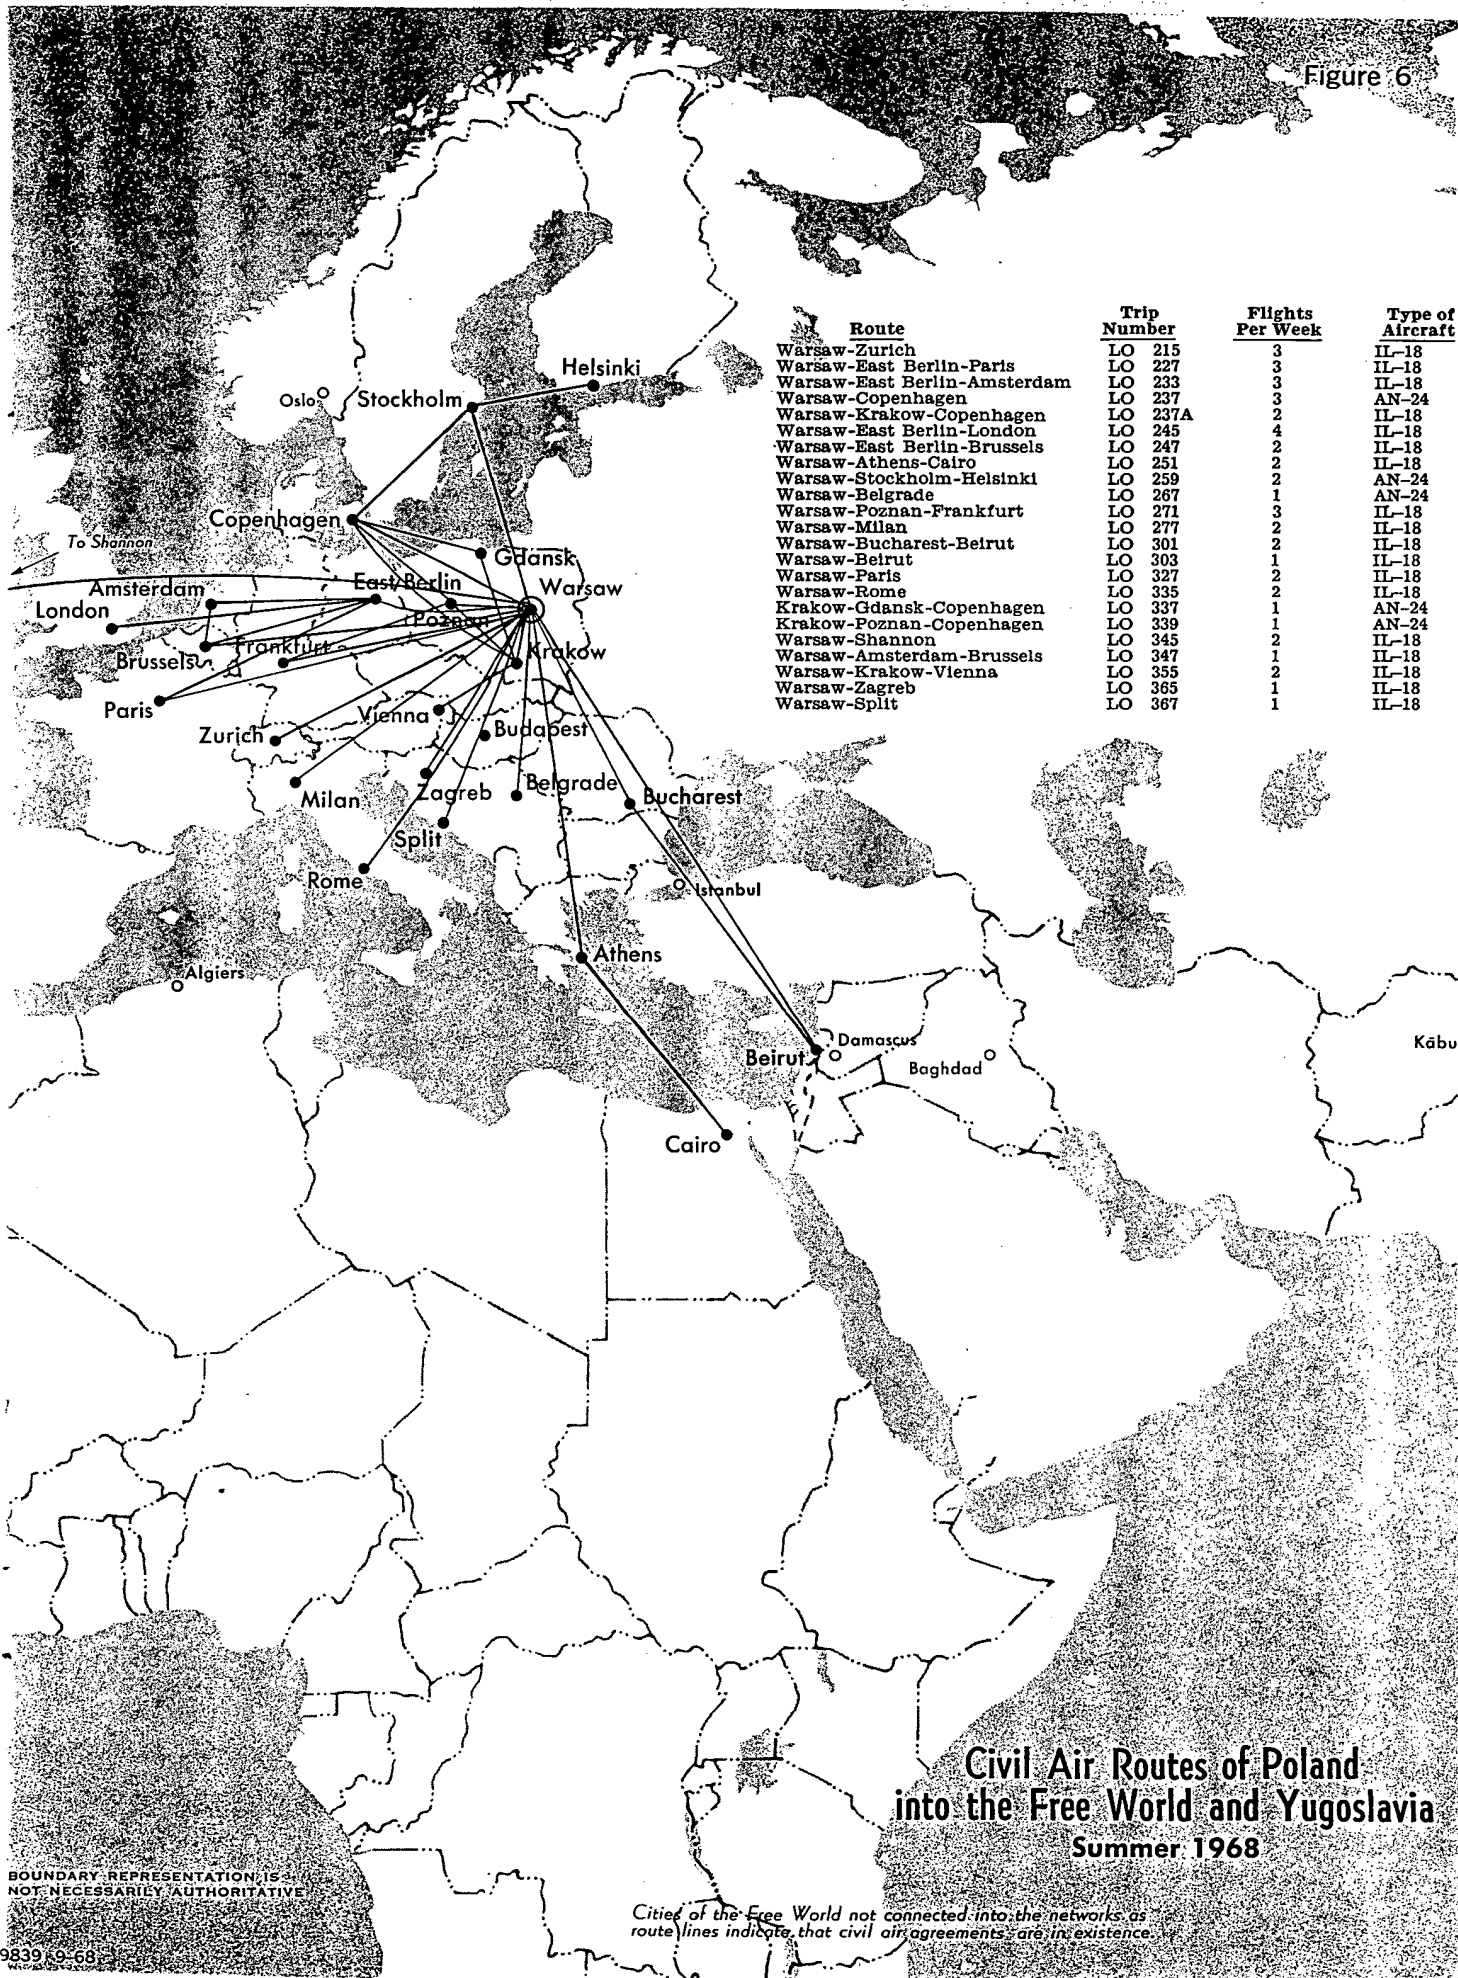 Figure 6
Route Trip Number Flights Per Week Type of Aircraft
Warsaw-Zurich LO 215 3 IL-18
Warsaw-East Berlin-Paris LO 227 3 IL-18
Warsaw-East Berlin-Amsterdam LO 233 3 IL-18
Warsaw-Copenhagen LO 237 3 AN-24
Warsaw-Krakow-Copenhagen LO 237A 2 IL-18
Warsaw-East Berlin-London LO 245 4 IL-18
Warsaw-East Berlin-Brussels LO 247 2 IL-18
Warsaw-Athens-Cairo LO 251 2 IL-18
Warsaw-Stockholm-Helsinki LO 259 2 AN-24
Warsaw-Belgrade LO 267 1 AN-24
Warsaw-Poznan-Frankfurt LO 271 3 IL-18
Warsaw-Milan LO 277 2 IL-18
Warsaw-Bucharest-Beirut LO 301 2 IL-18
Warsaw-Beirut LO 303 1 IL-18
Warsaw-Paris LO 327 2 IL-18
Warsaw-Rome LO 335 2 IL-18
Krakow-Gdansk-Copenhagen LO 337 1 AN-24
Krakow-Poznan-Copenhagen LO 339 1 AN-24
Warsaw-Shannon LO 345 2 IL-18
Warsaw-Amsterdam-Brussels LO 347 1 IL-18
Warsaw-Krakow-Vienna LO 355 2 IL-18
Warsaw-Zagreb LO 365 1 IL-18
Warsaw-Split LO 367 1 IL-18
Helsinki
Oslo
Stockholm
Copenhagen
To Shannon
Gdansk
Amsterdam
East Berlin
Warsaw
London
Poznan
Brussels
Frankfurt
Krakow
Paris
Vienna
Zurich
Budapest
Milan
Zagreb
Belgrade
Bucharest
Split
Rome
Istanbul
Athens
Algiers
Damascus
Beirut
Baghdad
Kābu
Cairo
Civil Air Routes of Poland
into the Free World and Yugoslavia
Summer 1968
BOUNDARY REPRESENTATION IS
NOT NECESSARILY AUTHORITATIVE
Cities of the Free World not connected into the networks as
route lines indicate that civil air agreements are in existence.
9839 9-68